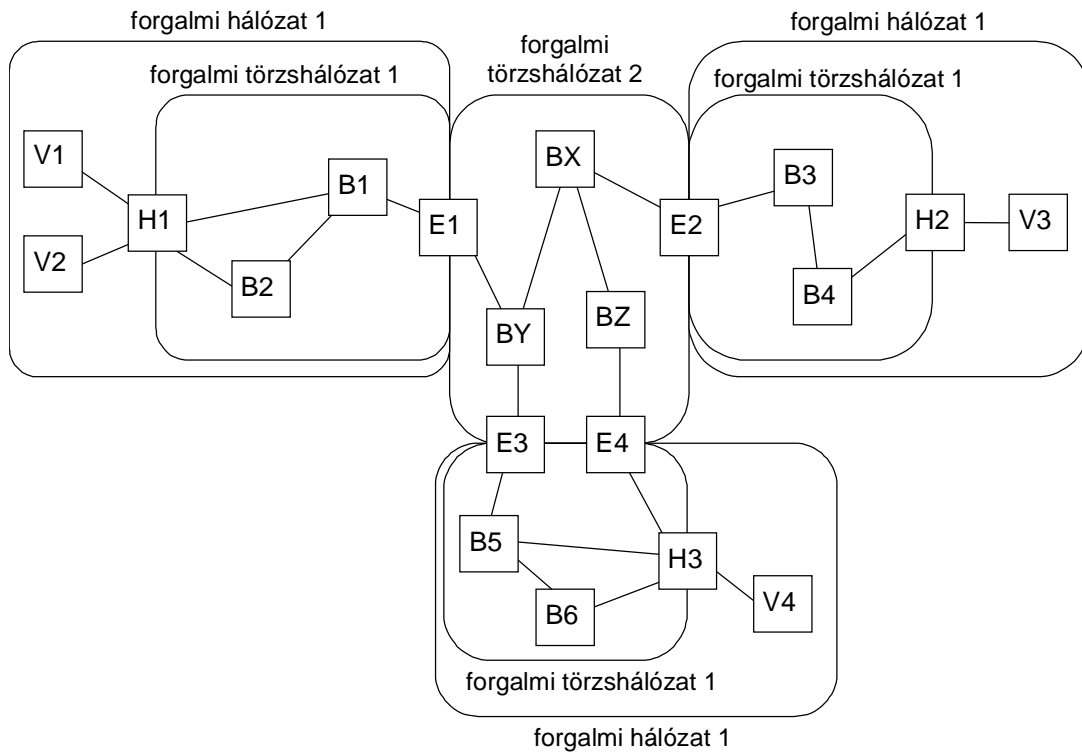 forgalmi hálózat 1
forgalmi
törzshálózat 2
forgalmi hálózat 1
forgalmi törzshálózat 1
forgalmi törzshálózat 1
V1
BX
B3
B1
H1
E1
E2
H2
V3
V2
B2
B4
BY
BZ
E3
E4
B5
H3
B6
V4
forgalmi törzshálózat 1
forgalmi hálózat 1